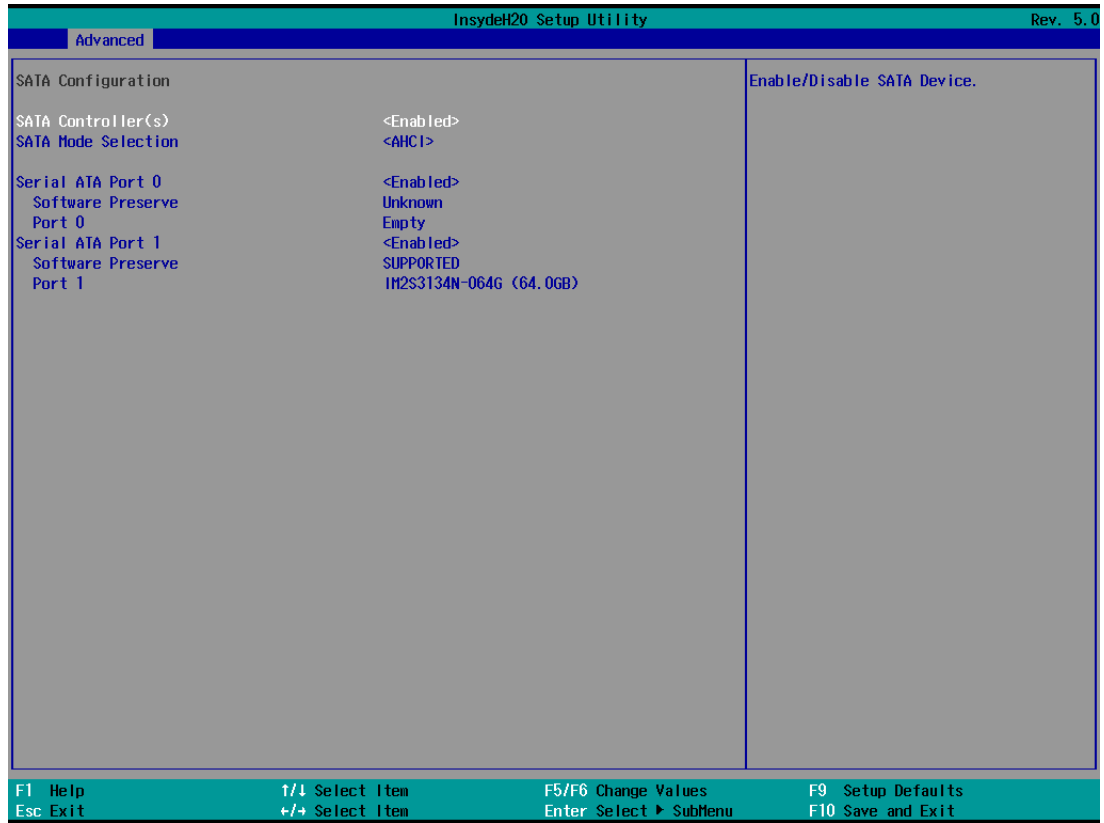 InsydeH20 Setup Utility Rev. 5.0
Advanced
SATA Configuration
Enable/Disable SATA Device.
SATA Controller(s) <Enabled>
SATA Mode Selection <AHCI>
Serial ATA Port 0 <Enabled>
Software Preserve Unknown
Port 0 Empty
Serial ATA Port 1 <Enabled>
Software Preserve SUPPORTED
Port 1 IM2S3134N-064G (64.0GB)
F1 Help ↑/↓ Select Item F5/F6 Change Values F9 Setup Defaults
Esc Exit ←/→ Select Item Enter Select ▶ SubMenu F10 Save and Exit